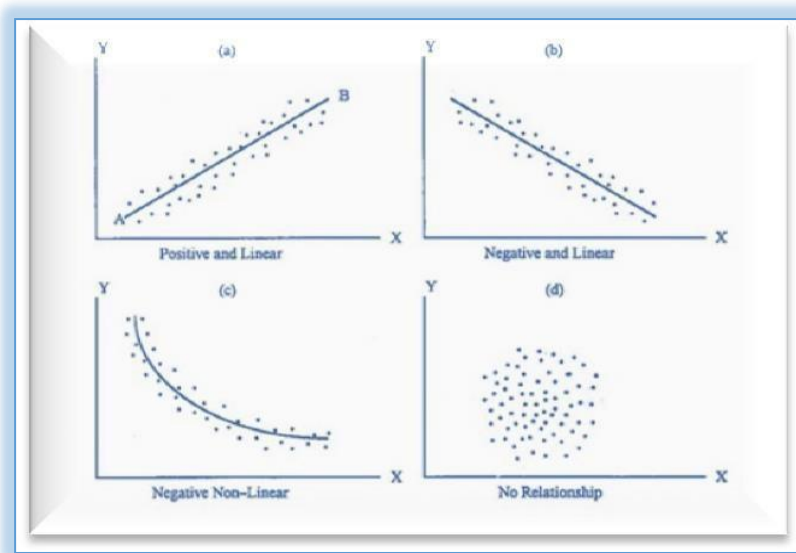 Y
(a)
B
A
X
Positive and Linear
Y
(b)
X
Negative and Linear
Y
(c)
X
Negative Non-Linear
Y
(d)
X
No Relationship